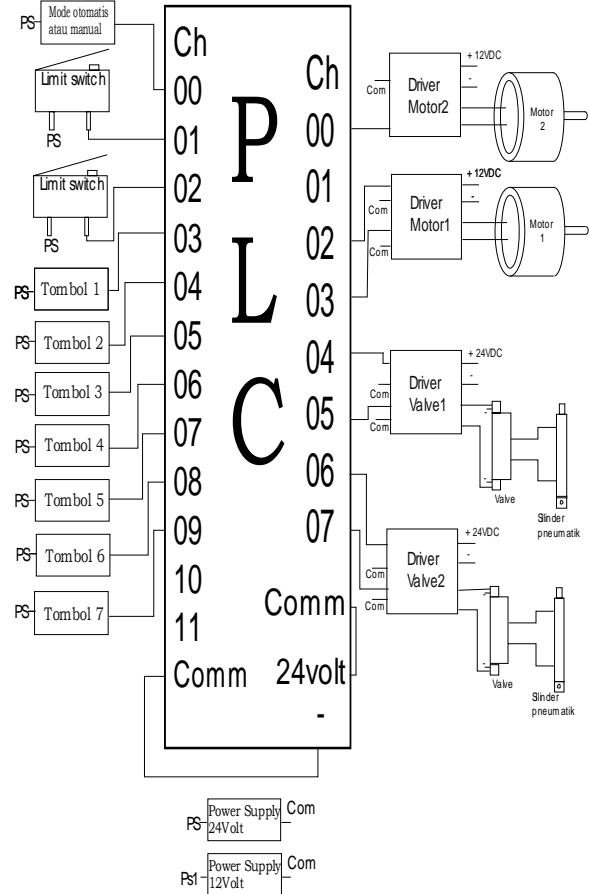 PS
Mode otomatis
atau manual
Limit switch
PS
Limit switch
PS
PS Tombol 1
PS Tombol 2
PS Tombol 3
PS Tombol 4
PS Tombol 5
PS Tombol 6
PS Tombol 7
Ch
00
01
02
03
04
05
06
07
08
09
10
11
Comm
P
L
C
Ch
00
01
02
03
04
05
06
07
Comm
24volt
-
Com
Driver
Motor2
+ 12VDC
-
Motor
2
Com
Com
Driver
Motor1
+ 12VDC
-
Motor
1
Com
Com
Driver
Valve1
+ 24VDC
-
-
-
Valve
Slinder
pneumatik
Com
Com
Driver
Valve2
+ 24VDC
-
-
-
Valve
Slinder
pneumatik
PS
Power Supply
24Volt
Com
Ps1
Power Supply
12Volt
Com